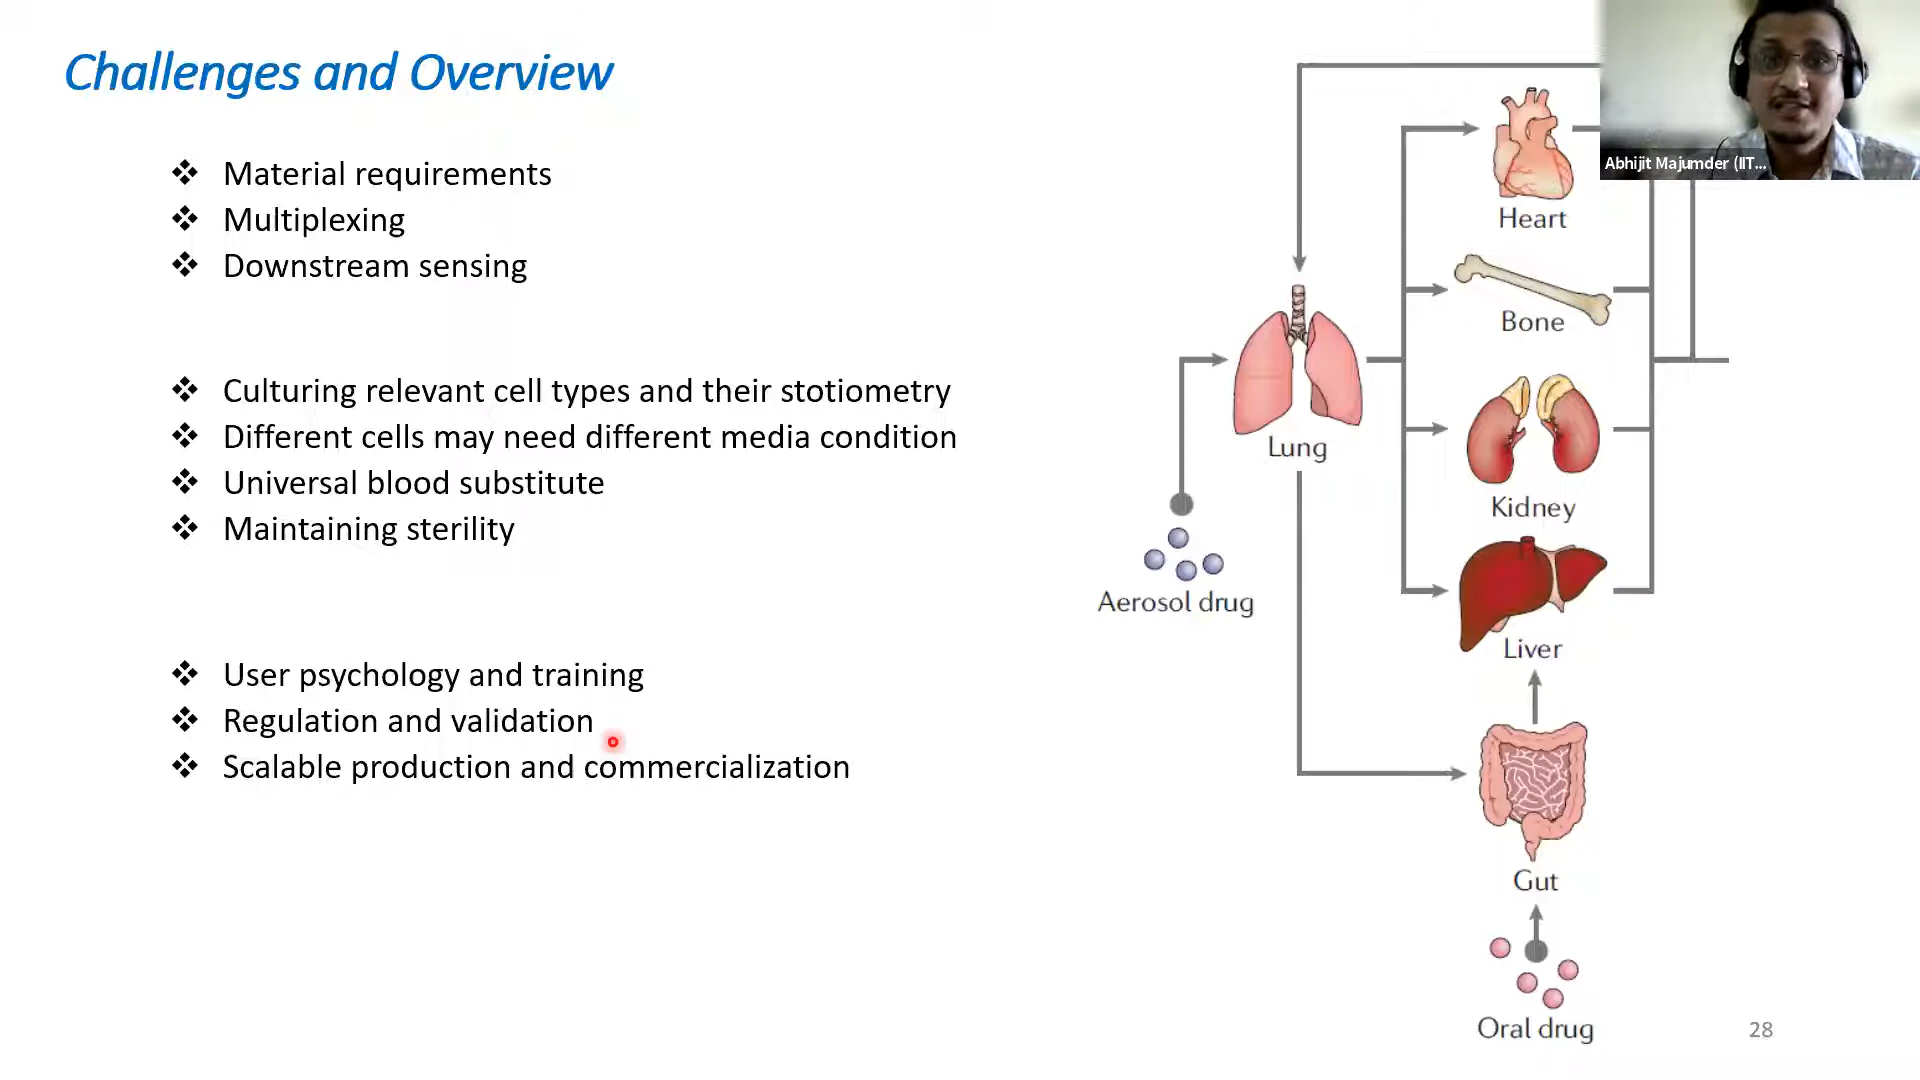 Challenges and Overview
Material requirements
Multiplexing
Downstream sensing
Culturing relevant cell types and their stotiometry
Different cells may need different media condition
Universal blood substitute
Maintaining sterility
User psychology and training
Regulation and validation
Scalable production and commercialization
Heart
Bone
Lung
Kidney
Aerosol drug
Liver
Gut
Oral drug
Abhijit Majumder (IIT...
28